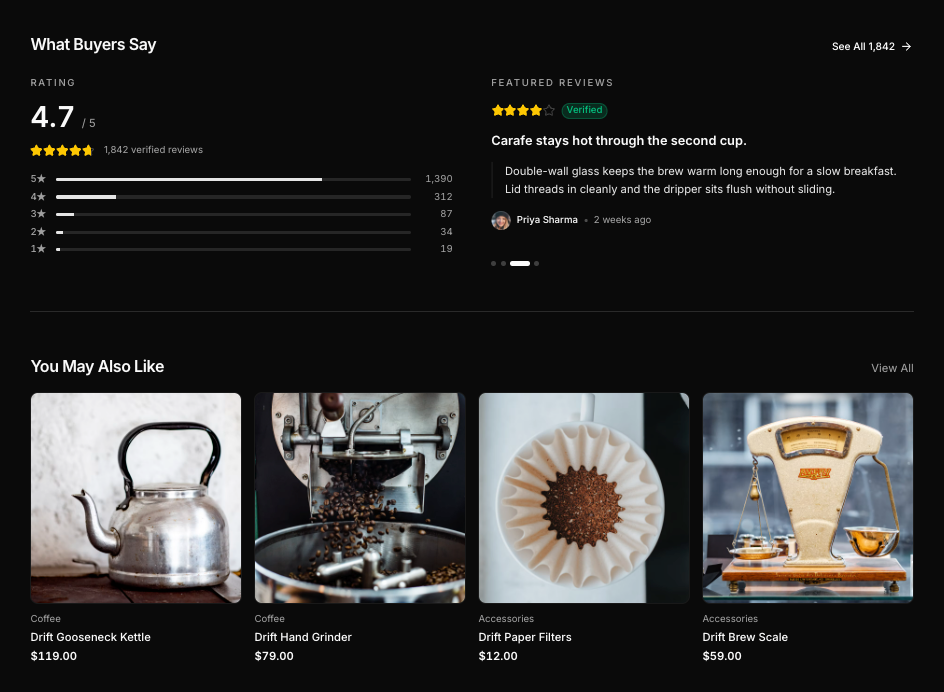 What Buyers Say
See All 1,842 →
RATING
4.7 / 5
1,842 verified reviews
5★ 1,390
4★ 312
3★ 87
2★ 34
1★ 19
FEATURED REVIEWS
Verified
Carafe stays hot through the second cup.
Double-wall glass keeps the brew warm long enough for a slow breakfast.
Lid threads in cleanly and the dripper sits flush without sliding.
Priya Sharma • 2 weeks ago
You May Also Like
View All
Coffee
Drift Gooseneck Kettle
$119.00
Coffee
Drift Hand Grinder
$79.00
Accessories
Drift Paper Filters
$12.00
Accessories
Drift Brew Scale
$59.00